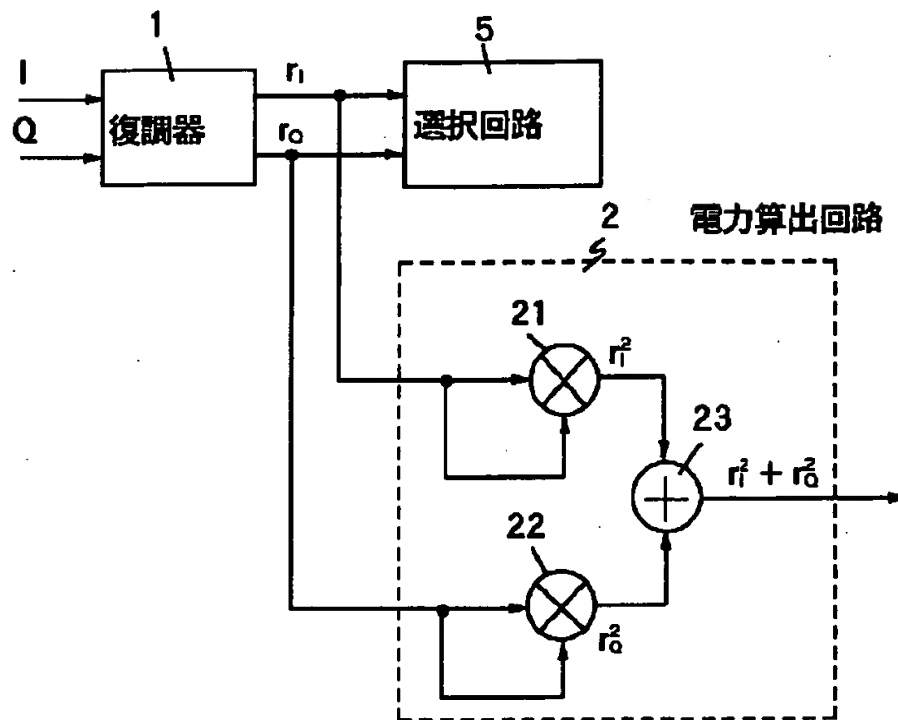 1
5
I
Q
復調器
r_I
r_Q
選択回路
2
電力算出回路
21
r_I^2
23
r_I^2 + r_Q^2
22
r_Q^2